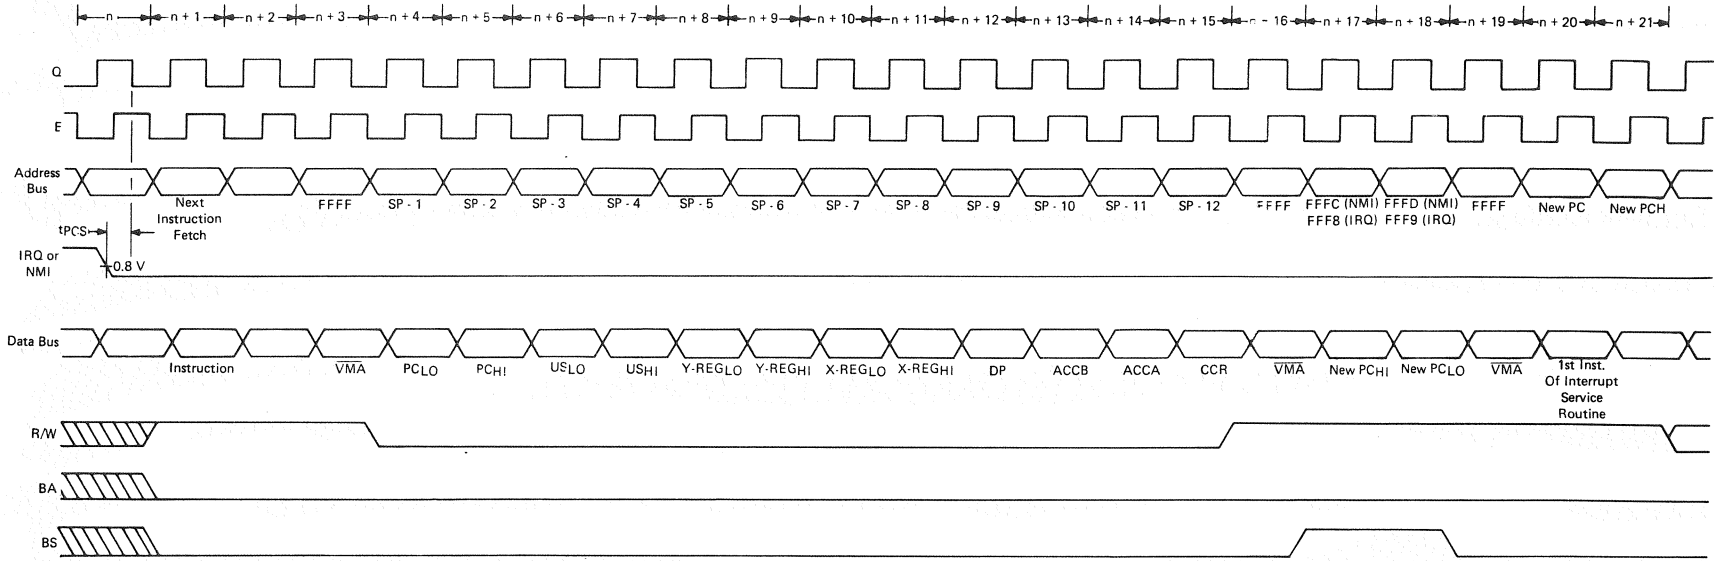 n n + 1 n + 2 n + 3 n + 4 n + 5 n + 6 n + 7 n + 8 n + 9 n + 10 n + 11 n + 12 n + 13 n + 14 n + 15 n - 16 n + 17 n + 18 n + 19 n + 20 n + 21
Q
E
Address
Bus
Next
Instruction
Fetch
FFFF SP - 1 SP - 2 SP - 3 SP - 4 SP - 5 SP - 6 SP - 7 SP - 8 SP - 9 SP - 10 SP - 11 SP - 12 FFFF FFFC (NMI) FFFD (NMI) FFFF New PC New PCH
FFF8 (IRQ) FFF9 (IRQ)
tPCS
IRQ or
NMI
0.8 V
Data Bus
Instruction VMA PCLO PCHI USLO USHI Y-REGLO Y-REGHI X-REGLO X-REGHI DP ACCB ACCA CCR VMA New PCHI New PCLO VMA 1st Inst.
Of Interrupt
Service
Routine
R/W
BA
BS